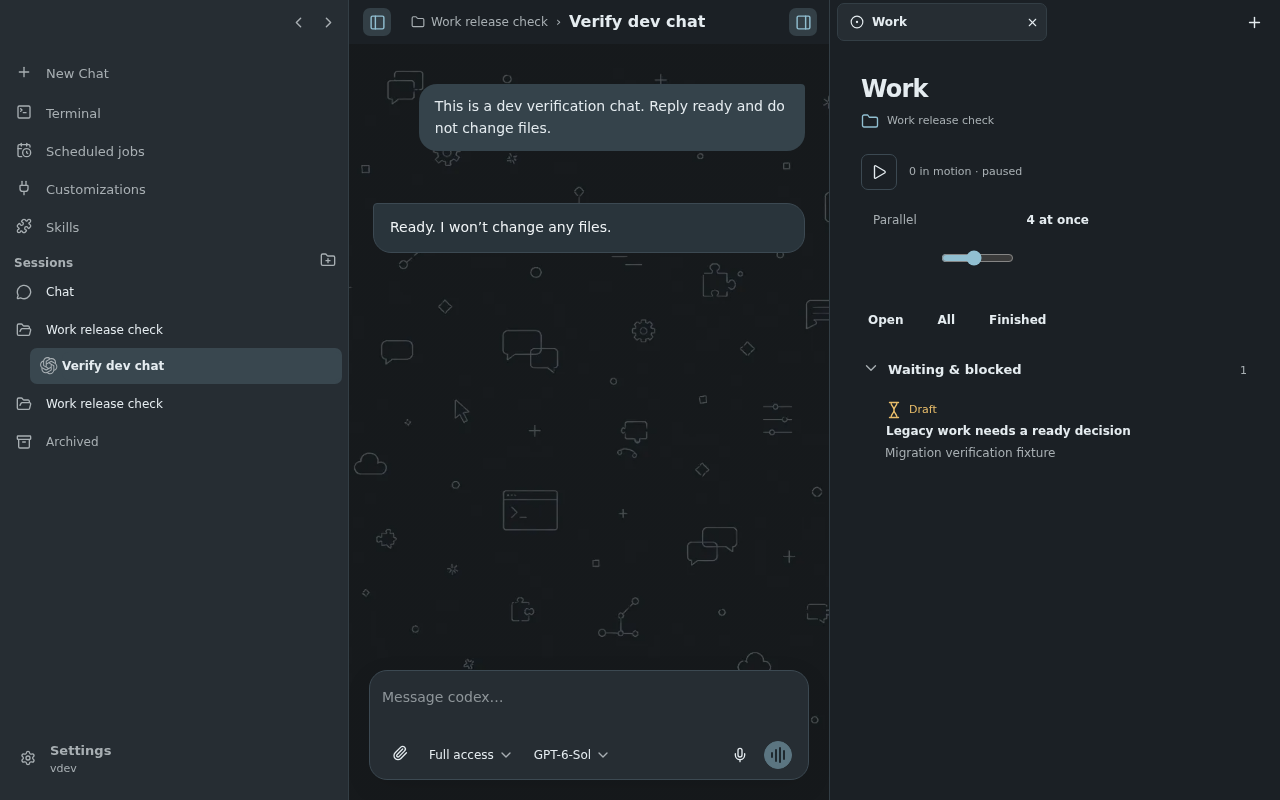 New Chat
Terminal
Scheduled jobs
Customizations
Skills
Sessions
Chat
Work release check
Verify dev chat
Work release check
Archived
Settings
vdev
Work release check › Verify dev chat
This is a dev verification chat. Reply ready and do
not change files.
Ready. I won’t change any files.
Message codex…
Full access
GPT-6-Sol
Work
Work
Work release check
0 in motion · paused
Parallel
4 at once
Open
All
Finished
Waiting & blocked
1
Draft
Legacy work needs a ready decision
Migration verification fixture